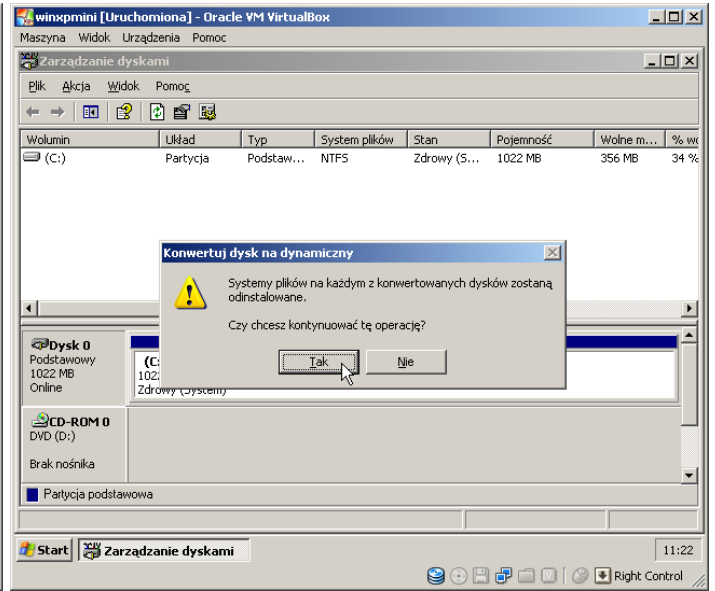 winxpmini [Uruchomiona] - Oracle VM VirtualBox
Maszyna Widok Urządzenia Pomoc
Zarządzanie dyskami
Plik Akcja Widok Pomoc
Wolumin Układ Typ System plików Stan Pojemność Wolne m... % wo
(C:) Partycja Podstaw... NTFS Zdrowy (S... 1022 MB 356 MB 34 %
Konwertuj dysk na dynamiczny
Systemy plików na każdym z konwertowanych dysków zostaną
odinstalowane.
Czy chcesz kontynuować tę operację?
Tak Nie
Dysk 0
Podstawowy
1022 MB
Online
(C:
102
Zdrowy (System)
CD-ROM 0
DVD (D:)
Brak nośnika
Partycja podstawowa
Start Zarządzanie dyskami 11:22
Right Control